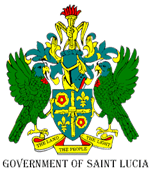 THE LAND THE PEOPLE THE LIGHT
GOVERNMENT OF SAINT LUCIA